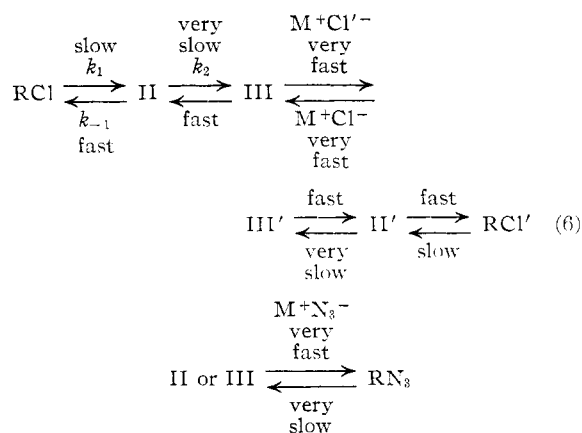 slow very slow M⁺Cl′⁻ very fast
k₁ k₂
RCl ⇌ II ⇌ III ⇌
k₋₁ fast fast M⁺Cl⁻ very fast
fast fast
III′ ⇌ II′ ⇌ RCl′ (6)
very slow slow
M⁺N₃⁻
very
fast
II or III ⇌ RN₃
very
slow